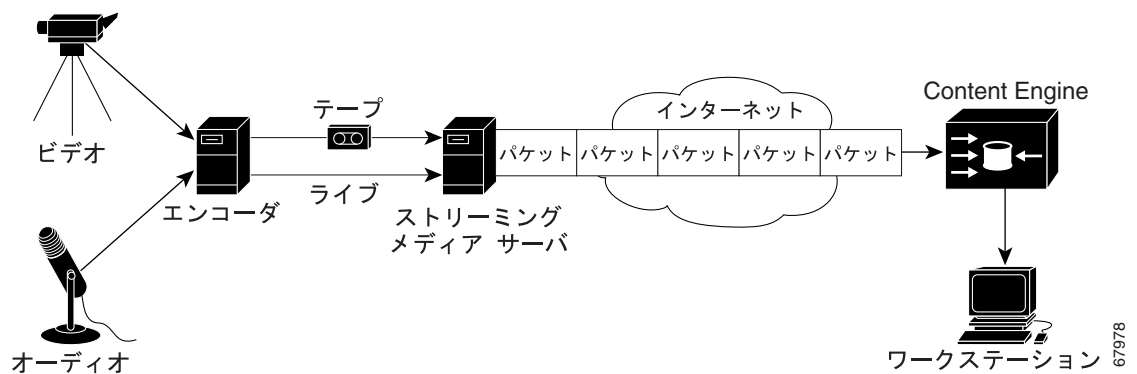 ビデオ
オーディオ
エンコーダ
テープ
ライブ
ストリーミング
メディア サーバ
インターネット
パケット
パケット
パケット
パケット
パケット
Content Engine
ワークステーション
67978